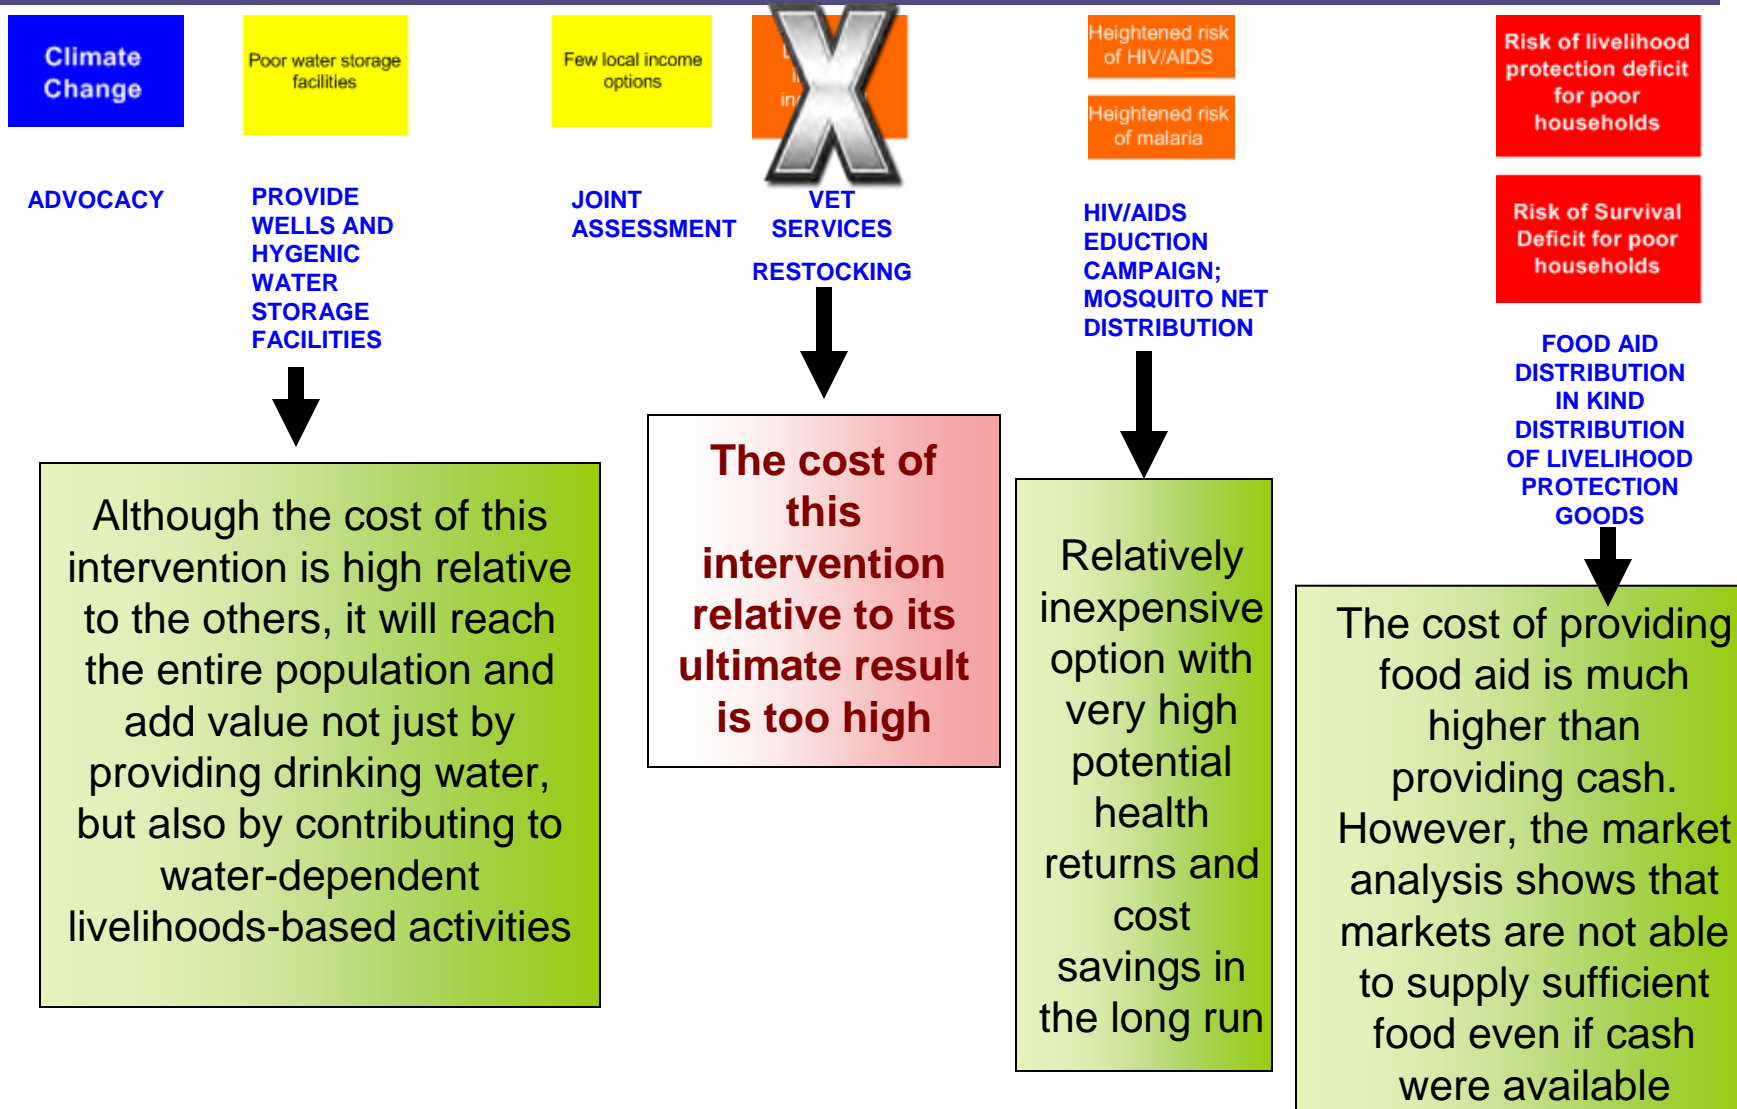 Climate
Change
Poor water storage
facilities
Few local income
options
Heightened risk
of HIV/AIDS
Heightened risk
of malaria
Risk of livelihood
protection deficit
for poor
households
Risk of Survival
Deficit for poor
households
ADVOCACY
PROVIDE
WELLS AND
HYGENIC
WATER
STORAGE
FACILITIES
JOINT
ASSESSMENT
VET
SERVICES
RESTOCKING
HIV/AIDS
EDUCTION
CAMPAIGN;
MOSQUITO NET
DISTRIBUTION
FOOD AID
DISTRIBUTION
IN KIND
DISTRIBUTION
OF LIVELIHOOD
PROTECTION
GOODS
Although the cost of this
intervention is high relative
to the others, it will reach
the entire population and
add value not just by
providing drinking water,
but also by contributing to
water-dependent
livelihoods-based activities
The cost of
this
intervention
relative to its
ultimate result
is too high
Relatively
inexpensive
option with
very high
potential
health
returns and
cost
savings in
the long run
The cost of providing
food aid is much
higher than
providing cash.
However, the market
analysis shows that
markets are not able
to supply sufficient
food even if cash
were available